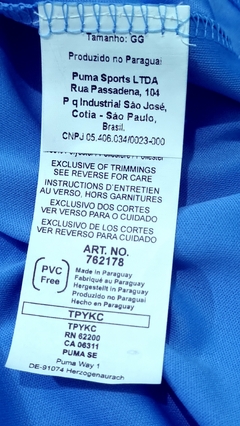 Tamanho: GG
Produzido no Paraguai
Puma Sports LTDA
Rua Passadena, 104
P q Industrial São José,
Cotia - São Paulo,
Brasil.
CNPJ 05.406.034/0023-000
EXCLUSIVE OF TRIMMINGS
SEE REVERSE FOR CARE
INSTRUCTIONS D'ENTRETIEN
AU VERSO, HORS GARNITURES
EXCLUSIVO DOS CORTES
VER VERSO PARA O CUIDADO
EXCLUSIVO DE LOS CORTES
VER REVERSO PARA EL CUIDADO
ART. NO.
762178
PVC
Free
Made in Paraguay
Fabriqué au Paraguay
Hergestellt in Paraguay
Produzido no Paraguai
Hecho en Paraguay
TPYKC
TPYKC
RN 62200
CA 06311
PUMA SE
Puma Way 1
DE-91074 Herzogenaurach